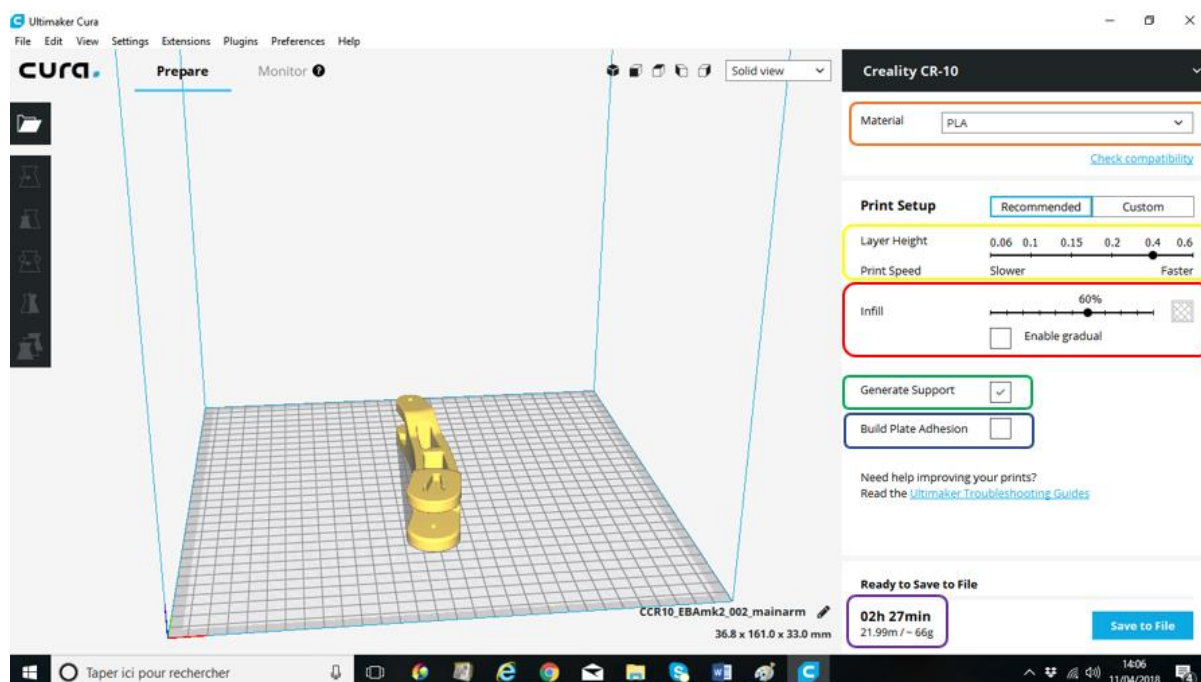 Ultimaker Cura
File Edit View Settings Extensions Plugins Preferences Help
cura.
Prepare
Monitor ?
Solid view
Creality CR-10
Material
PLA
Check compatibility
Print Setup
Recommended
Custom
Layer Height
0.06 0.1 0.15 0.2 0.4 0.6
Print Speed
Slower
Faster
60%
Infill
Enable gradual
Generate Support
Build Plate Adhesion
Need help improving your prints?
Read the Ultimaker Troubleshooting Guides
CCR10_EBAmk2_002_mainarm
36.8 x 161.0 x 33.0 mm
Ready to Save to File
02h 27min
21.99m / ~ 66g
Save to File
Taper ici pour rechercher
14:06
11/04/2018